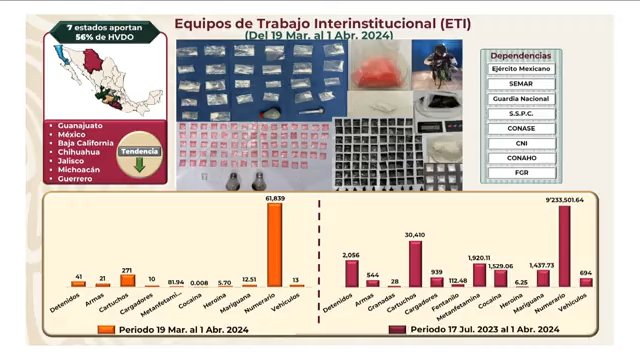 Equipos de Trabajo Interinstitucional (ETI)
(Del 19 Mar. al 1 Abr. 2024)
7 estados aportan
56% de HVDO
Guanajuato
México
Baja California
Chihuahua
Jalisco
Michoacán
Guerrero
Tendencia
Dependencias
Ejército Mexicano
SEMAR
Guardia Nacional
S.S.P.C.
CONASE
CNI
CONAHO
FGR
41
21
271
10
81.94
0.008
5.70
12.51
61,839
13
Detenidos
Armas
Cartuchos
Cargadores
Metanfetami...
Cocaína
Heroína
Mariguana
Numerario
Vehículos
Periodo 19 Mar. al 1 Abr. 2024
2,056
544
28
30,410
939
112.48
1,920.11
1,529.06
6.25
1,437.73
9'233,501.64
694
Detenidos
Armas
Granadas
Cartuchos
Cargadores
Fentanilo
Metanfetamina
Cocaína
Heroína
Mariguana
Numerario
Vehículos
Periodo 17 Jul. 2023 al 1 Abr. 2024